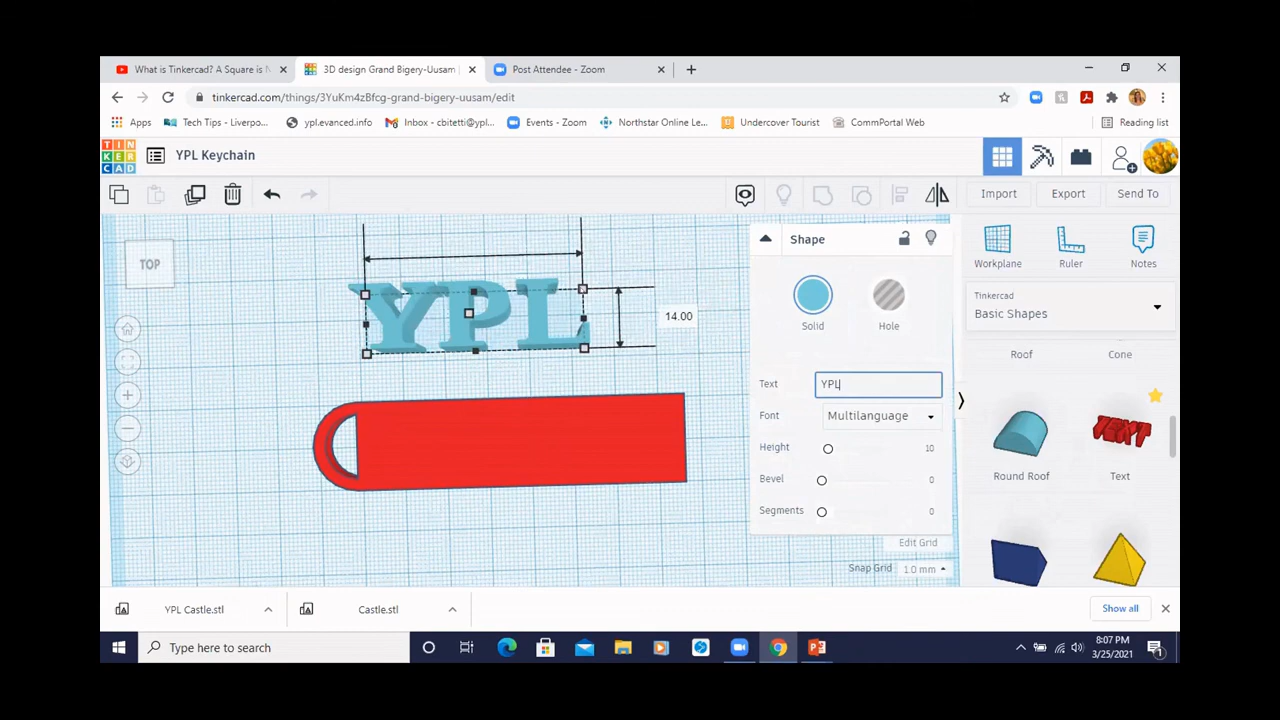 What is Tinkercad? A Square is N
3D design Grand Bigery-Uusam |
Post Attendee - Zoom
tinkercad.com/things/3YuKm4zBfcg-grand-bigery-uusam/edit
Apps
Tech Tips - Liverpo...
ypl.evanced.info
Inbox - cbitetti@ypl...
Events - Zoom
Northstar Online Le...
Undercover Tourist
CommPortal Web
Reading list
TIN
KER
CAD
YPL Keychain
Import
Export
Send To
TOP
YPL
14.00
Shape
Solid
Hole
Text
YPL
Font
Multilanguage
Height
10
Bevel
0
Segments
0
Edit Grid
Snap Grid
1.0 mm
Workplane
Ruler
Notes
Tinkercad
Basic Shapes
Roof
Cone
TEXT
Round Roof
Text
YPL Castle.stl
Castle.stl
Show all
Type here to search
8:07 PM
3/25/2021
1